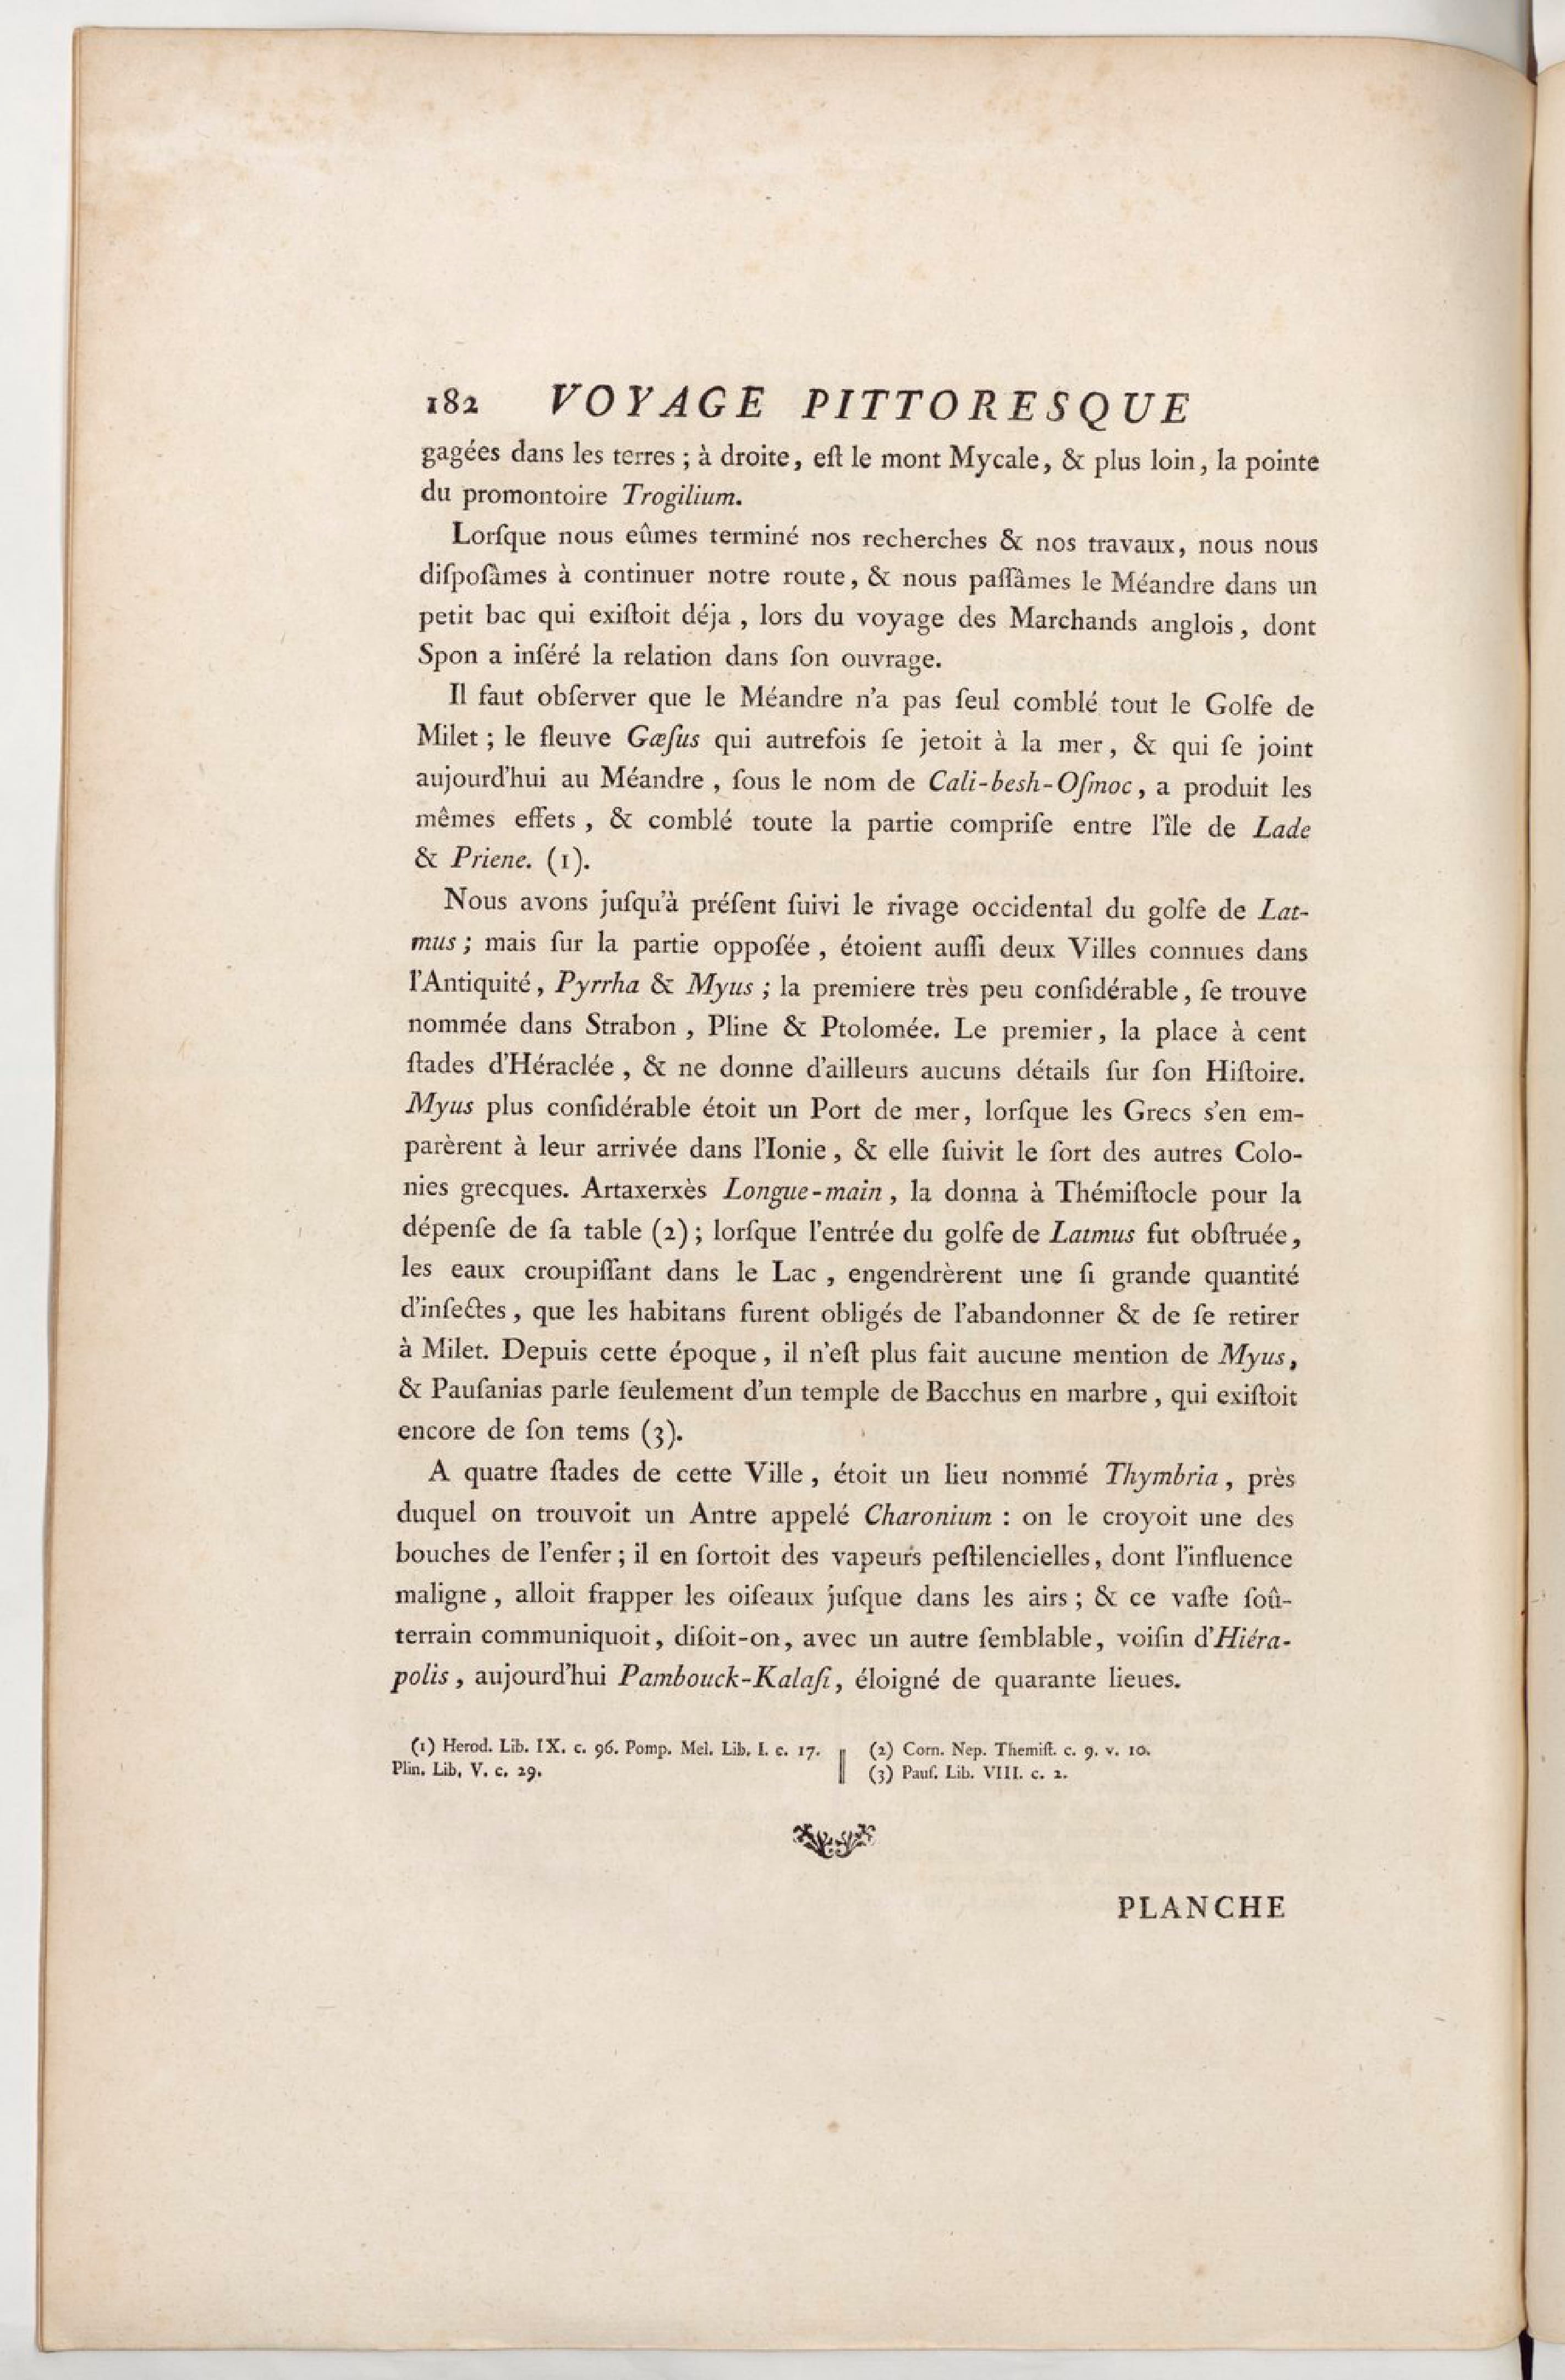 182 VOYAGE PITTORESQUE
gagées dans les terres ; à droite, eſt le mont Mycale, & plus loin, la pointe
du promontoire Trogilium.
Lorſque nous eûmes terminé nos recherches & nos travaux, nous nous
diſpoſâmes à continuer notre route, & nous paſſâmes le Méandre dans un
petit bac qui exiſtoit déja , lors du voyage des Marchands anglois , dont
Spon a inſéré la relation dans ſon ouvrage.
Il faut obſerver que le Méandre n'a pas ſeul comblé tout le Golfe de
Milet ; le fleuve Gæſus qui autrefois ſe jetoit à la mer, & qui ſe joint
aujourd'hui au Méandre , ſous le nom de Cali-besh-Oſmoc, a produit les
mêmes effets , & comblé toute la partie compriſe entre l'île de Lade
& Priene. (1).
Nous avons juſqu'à préſent ſuivi le rivage occidental du golfe de Lat-
mus ; mais ſur la partie oppoſée , étoient auſſi deux Villes connues dans
l'Antiquité, Pyrrha & Myus ; la premiere très peu conſidérable, ſe trouve
nommée dans Strabon , Pline & Ptolomée. Le premier, la place à cent
ſtades d'Héraclée , & ne donne d'ailleurs aucuns détails ſur ſon Hiſtoire.
Myus plus conſidérable étoit un Port de mer, lorſque les Grecs s'en em-
parèrent à leur arrivée dans l'Ionie, & elle ſuivit le ſort des autres Colo-
nies grecques. Artaxerxès Longue-main, la donna à Thémiſtocle pour la
dépenſe de ſa table (2) ; lorſque l'entrée du golfe de Latmus fut obſtruée,
les eaux croupiſſant dans le Lac , engendrèrent une ſi grande quantité
d'inſectes, que les habitans furent obligés de l'abandonner & de ſe retirer
à Milet. Depuis cette époque, il n'eſt plus fait aucune mention de Myus,
& Pauſanias parle ſeulement d'un temple de Bacchus en marbre, qui exiſtoit
encore de ſon tems (3).
A quatre ſtades de cette Ville, étoit un lieu nommé Thymbria, près
duquel on trouvoit un Antre appelé Charonium : on le croyoit une des
bouches de l'enfer ; il en ſortoit des vapeurs peſtilencielles, dont l'influence
maligne , alloit frapper les oiſeaux juſque dans les airs ; & ce vaſte ſoû-
terrain communiquoit, diſoit-on, avec un autre ſemblable, voiſin d'Hiéra-
polis, aujourd'hui Pambouck-Kalaſi, éloigné de quarante lieues.
(1) Herod. Lib. IX. c. 96. Pomp. Mel. Lib. I. c. 17.
Plin. Lib. V. c. 29.
(2) Corn. Nep. Themiſt. c. 9. v. 10.
(3) Pauſ. Lib. VIII. c. 2.
PLANCHE